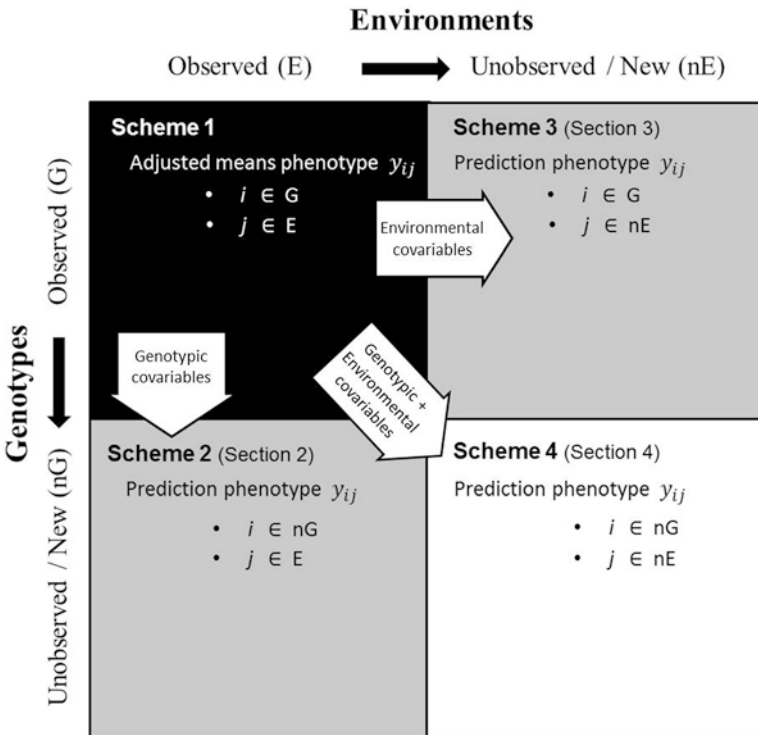 Environments
Observed (E)
Unobserved / New (nE)
Genotypes
Observed (G)
Unobserved / New (nG)
Scheme 1
Adjusted means phenotype y_ij
• i ∈ G
• j ∈ E
Environmental
covariables
Scheme 3 (Section 3)
Prediction phenotype y_ij
• i ∈ G
• j ∈ nE
Genotypic
covariables
Genotypic +
Environmental
covariables
Scheme 2 (Section 2)
Prediction phenotype y_ij
• i ∈ nG
• j ∈ E
Scheme 4 (Section 4)
Prediction phenotype y_ij
• i ∈ nG
• j ∈ nE